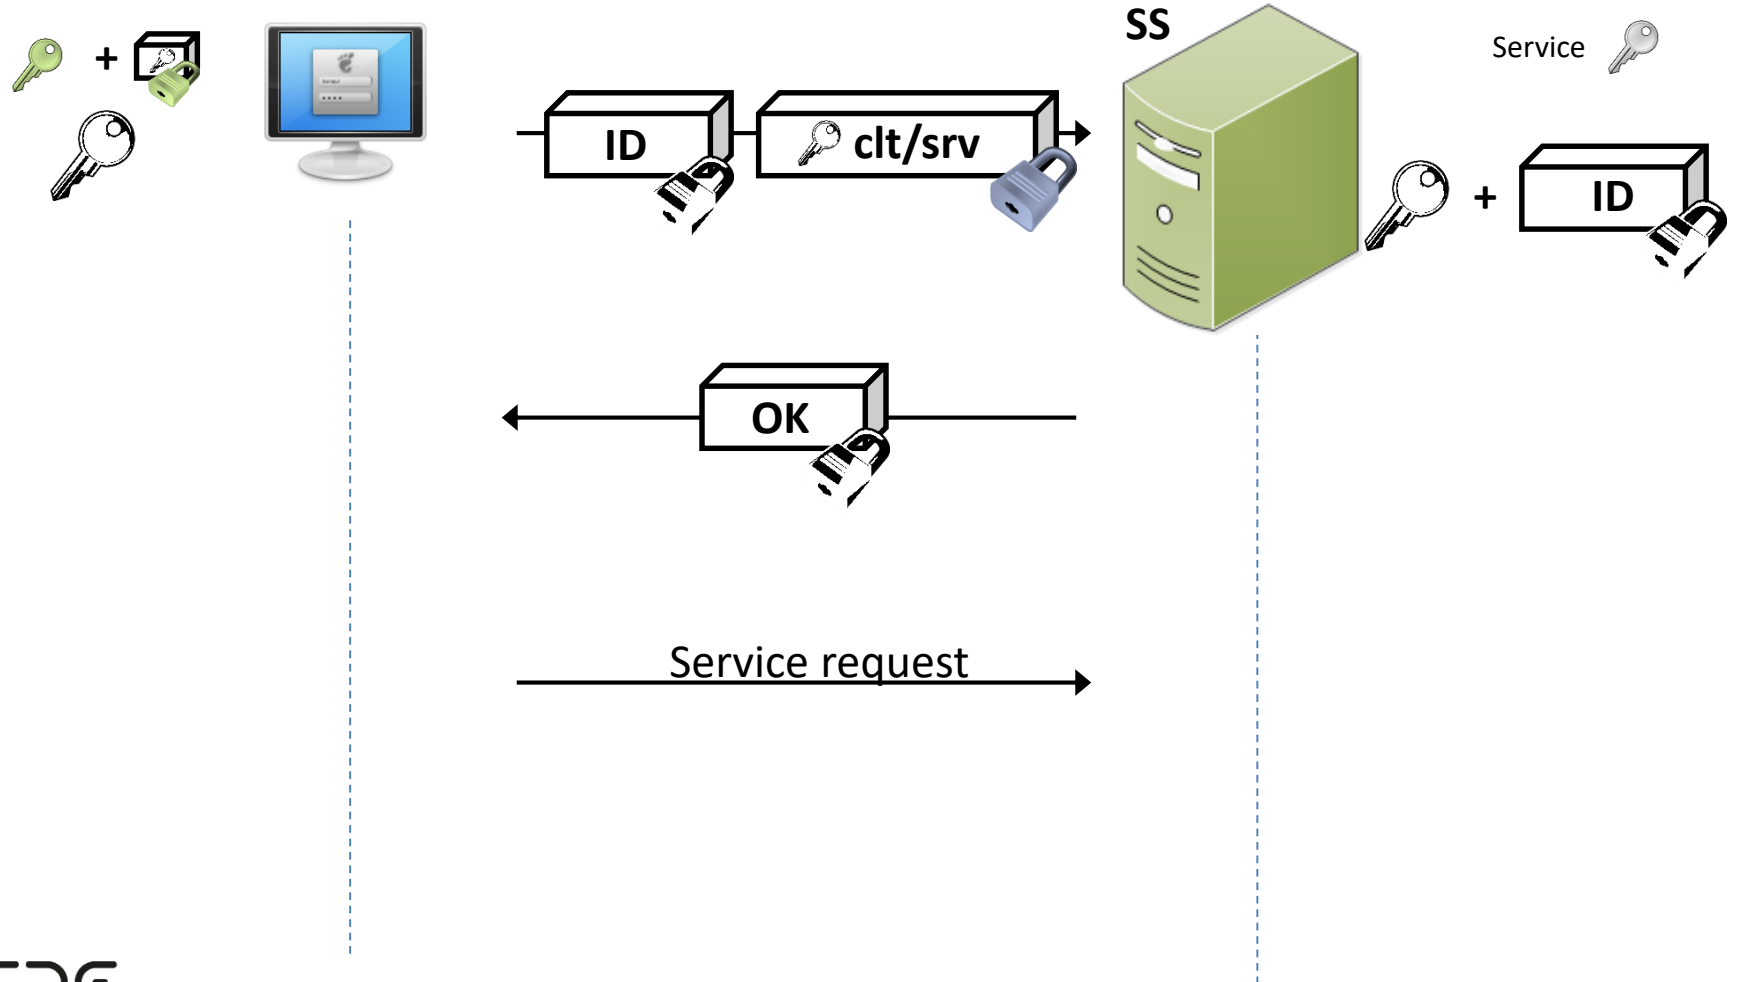 SS
Service
+
ID
clt/srv
+
ID
OK
Service request